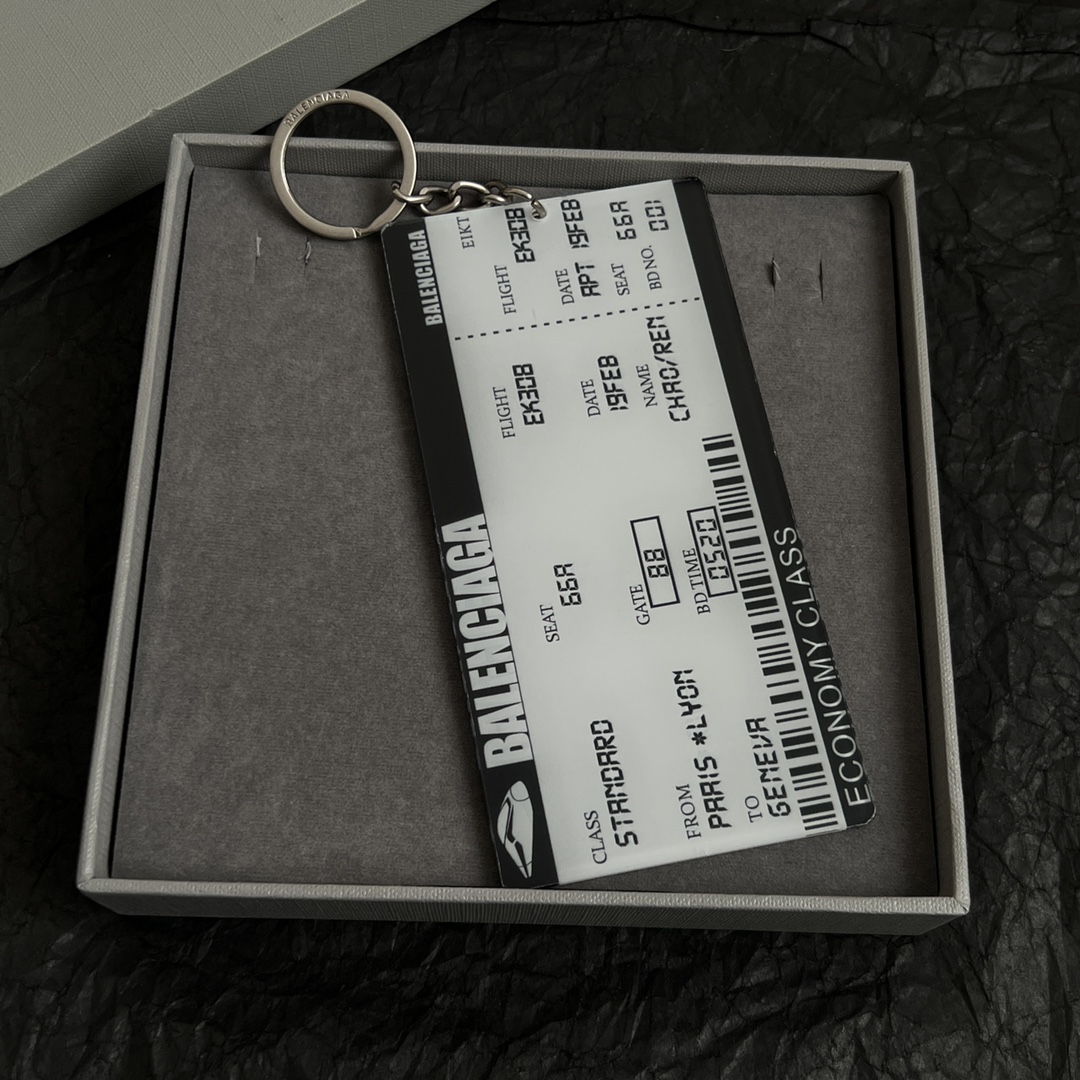 BALENCIAGA
BALENCIAGA
BALENCIAGA
CLASS
STANDARD
SEAT
66A
FLIGHT
EK308
FROM
PARIS *LYON
GATE
88
DATE
19FEB
TO
GENEVA
BD TIME
0520
NAME
CHAO/REN
ECONOMY CLASS
EIKT
FLIGHT
EK308
DATE
APT 19FEB
SEAT
66A
BD NO.
001